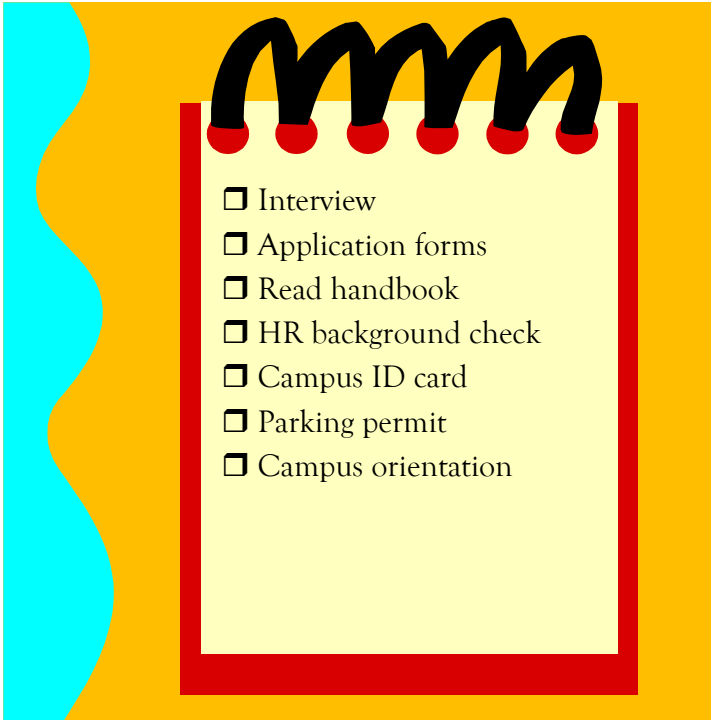 ❒ Interview
❒ Application forms
❒ Read handbook
❒ HR background check
❒ Campus ID card
❒ Parking permit
❒ Campus orientation